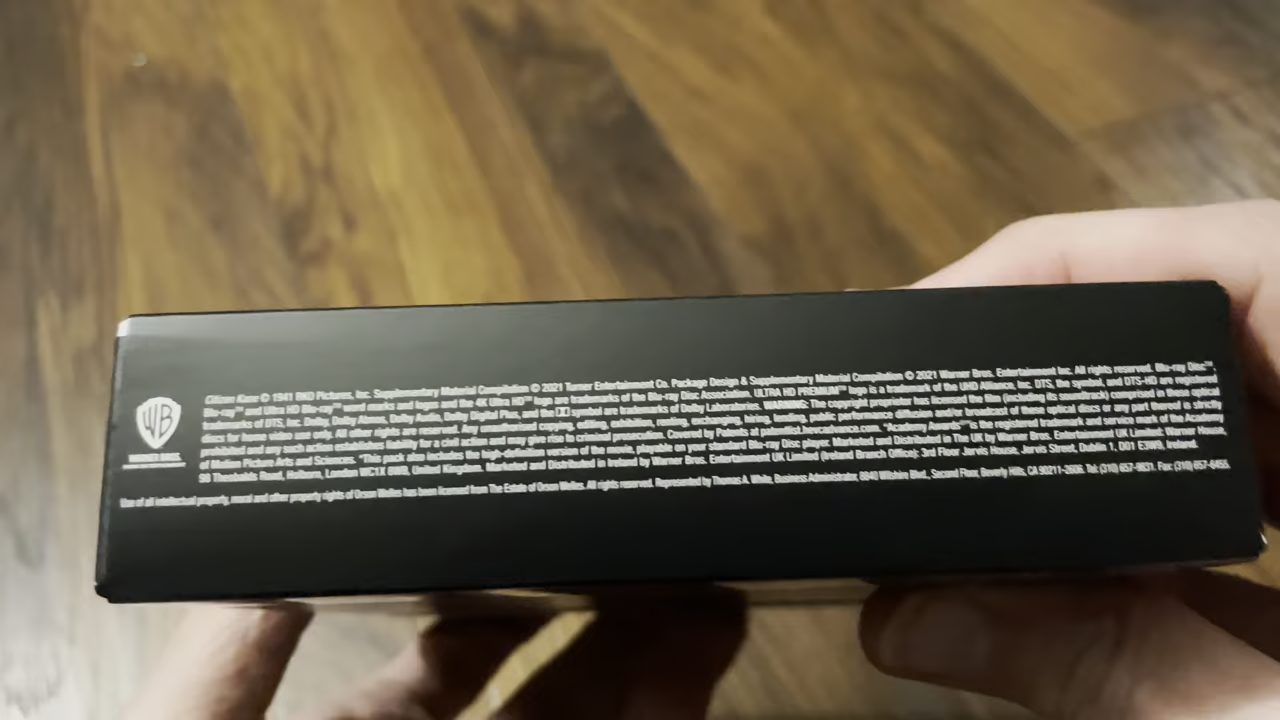 WB
WARNER BROS.
Citizen Kane © 1941 RKO Pictures, Inc. Supplementary Material Compilation © 2021 Turner Entertainment Co. Package Design & Supplementary Material Compilation © 2021 Warner Bros. Entertainment Inc. All rights reserved. Blu-ray Disc™,
Blu-ray™ and Ultra HD Blu-ray™ word marks and logos and the 4K Ultra HD™ logo are trademarks of the Blu-ray Disc Association. ULTRA HD PREMIUM™ logo is a trademark of the UHD Alliance, Inc. DTS, the symbol, and DTS-HD are registered
trademarks of DTS, Inc. Dolby, Dolby Atmos, Dolby Audio, Dolby Digital Plus, and the symbol are trademarks of Dolby Laboratories. WARNING: The copyright proprietor has licensed the film (including its soundtrack) comprised in these optical
discs for home video use only. All other rights reserved. Any unauthorised copying, editing, exhibition, renting, exchanging, hiring, lending, public performance, diffusion and/or broadcast of these optical discs or any part thereof is strictly
prohibited and any such action establishes liability for a civil action and may give rise to criminal prosecution. Covered by Patents at patentlist.hevcadvance.com. "Academy Awards®" is the registered trademark and service mark of the
of Motion Picture Arts and Sciences. *This pack also includes the high-definition version of the movie, playable on your standard Blu-ray Disc player. Marketed and Distributed in The UK by Warner Bros. Entertainment UK Limited, Warner House,
98 Theobalds Road, Holborn, London WC1X 8WB, United Kingdom. Marketed and Distributed in Ireland by Warner Bros. Entertainment UK Limited (Ireland Branch Office): 3rd Floor Jervis House, Jervis Street, Dublin 1, D01 E3W9, Ireland.
Use of all intellectual property, moral and other property rights of Orson Welles has been licensed from The Estate of Orson Welles. All rights reserved. Represented by Thomas A. White, Business Administrator, 8840 Wilshire Blvd., Second Floor, Beverly Hills, CA 90211-2606. Tel: (310) 657-9831. Fax: (310) 657-6455.